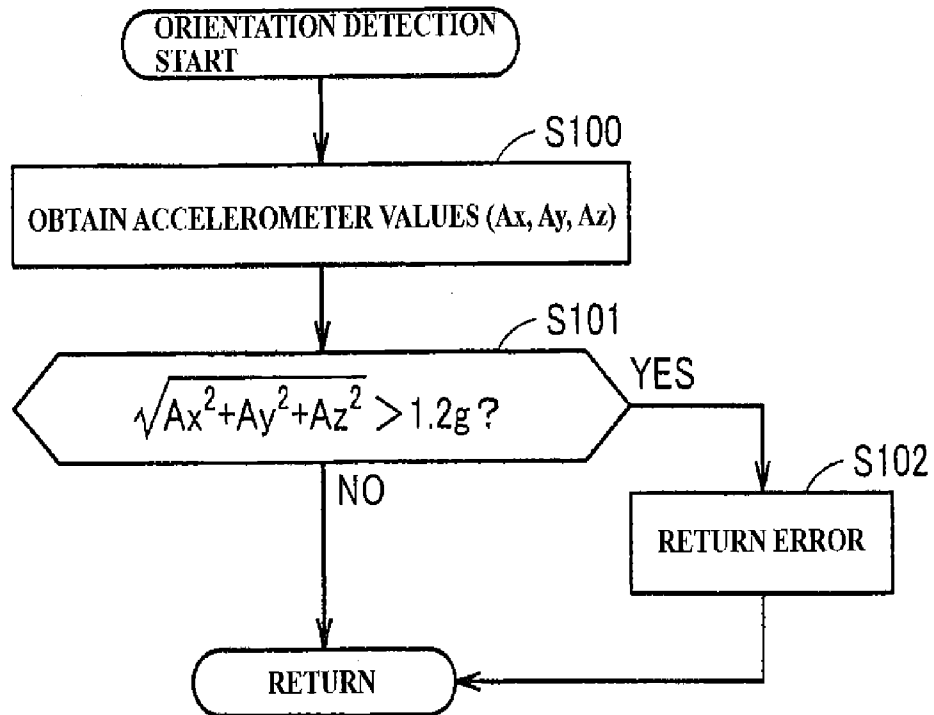 ORIENTATION DETECTION
START
S100
OBTAIN ACCELEROMETER VALUES (Ax, Ay, Az)
S101
√Ax²+Ay²+Az² > 1.2g ?
YES
NO
S102
RETURN ERROR
RETURN